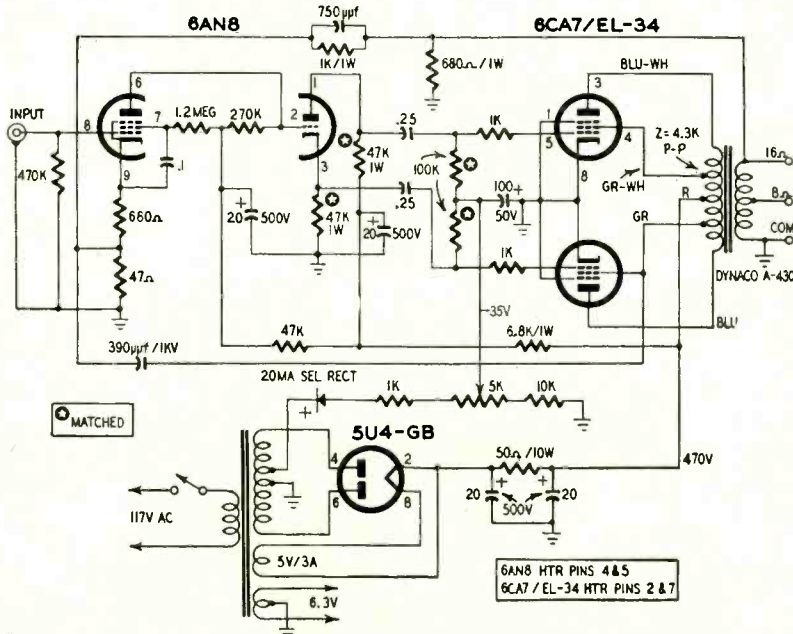 6AN8
750μμf
1K/1W
6CA7/EL-34
680Ω/1W
BLU-WH
INPUT
8
6
7
9
1.2 MEG
270K
.1
470K
660Ω
47Ω
1
2
3
47K
1W
47K
1W
20
500V
20
500V
.25
.25
100K
1K
1K
100
50V
-35V
3
1
5
4
8
Z=4.3K
P-P
GR-WH
R
GR
BLU
16Ω
8Ω
COM
DYNACO A-430
390μμf/1KV
47K
6.8K/1W
MATCHED
20MA SEL RECT
1K
5K
10K
5U4-GB
4
6
2
8
50Ω/10W
470V
20
500V
20
117V AC
5V/3A
6.3V
6AN8 HTR PINS 4&5
6CA7/EL-34 HTR PINS 2&7